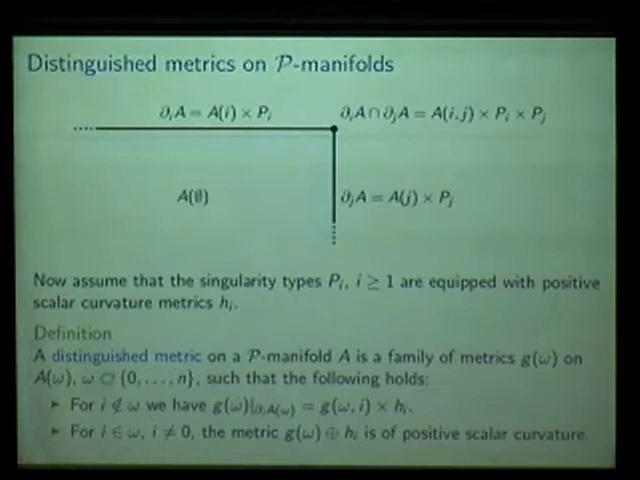 Distinguished metrics on 𝒫-manifolds
∂ᵢA = A(i) × Pᵢ
∂ᵢA ∩ ∂ⱼA = A(i, j) × Pᵢ × Pⱼ
A(∅)
∂ⱼA = A(j) × Pⱼ
Now assume that the singularity types Pᵢ, i ≥ 1 are equipped with positive
scalar curvature metrics hᵢ.
Definition
A distinguished metric on a 𝒫-manifold A is a family of metrics g(ω) on
A(ω), ω ⊂ {0, . . . , n}, such that the following holds:
► For i ∉ ω we have g(ω)|∂ᵢA(ω) = g(ω, i) × hᵢ.
► For i ∈ ω, i ≠ 0, the metric g(ω) ⊕ hᵢ is of positive scalar curvature.